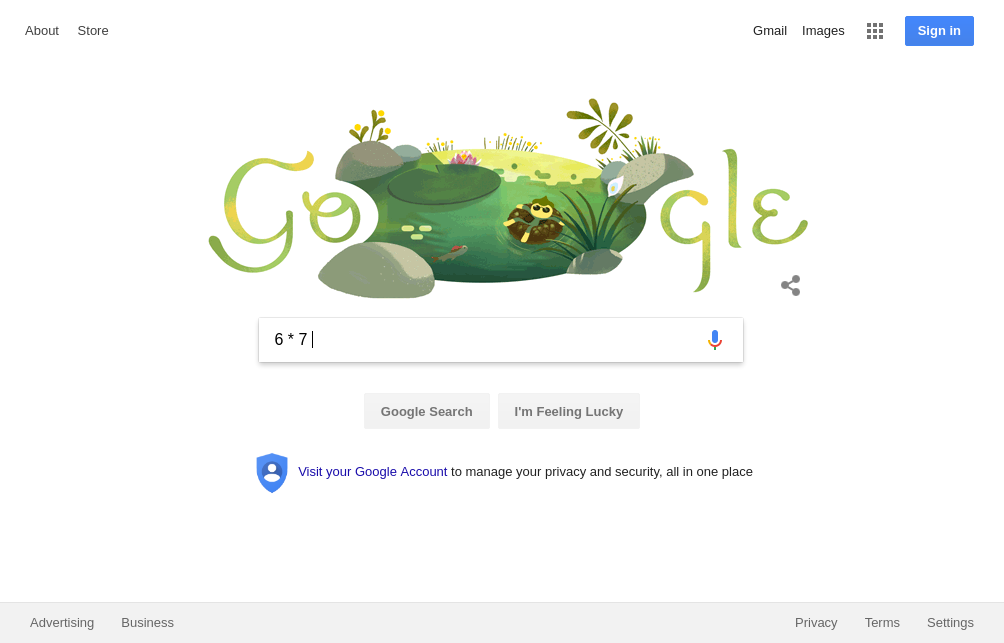 About Store Gmail Images Sign in
Google
6 * 7
Google Search I'm Feeling Lucky
Visit your Google Account to manage your privacy and security, all in one place
Advertising Business Privacy Terms Settings